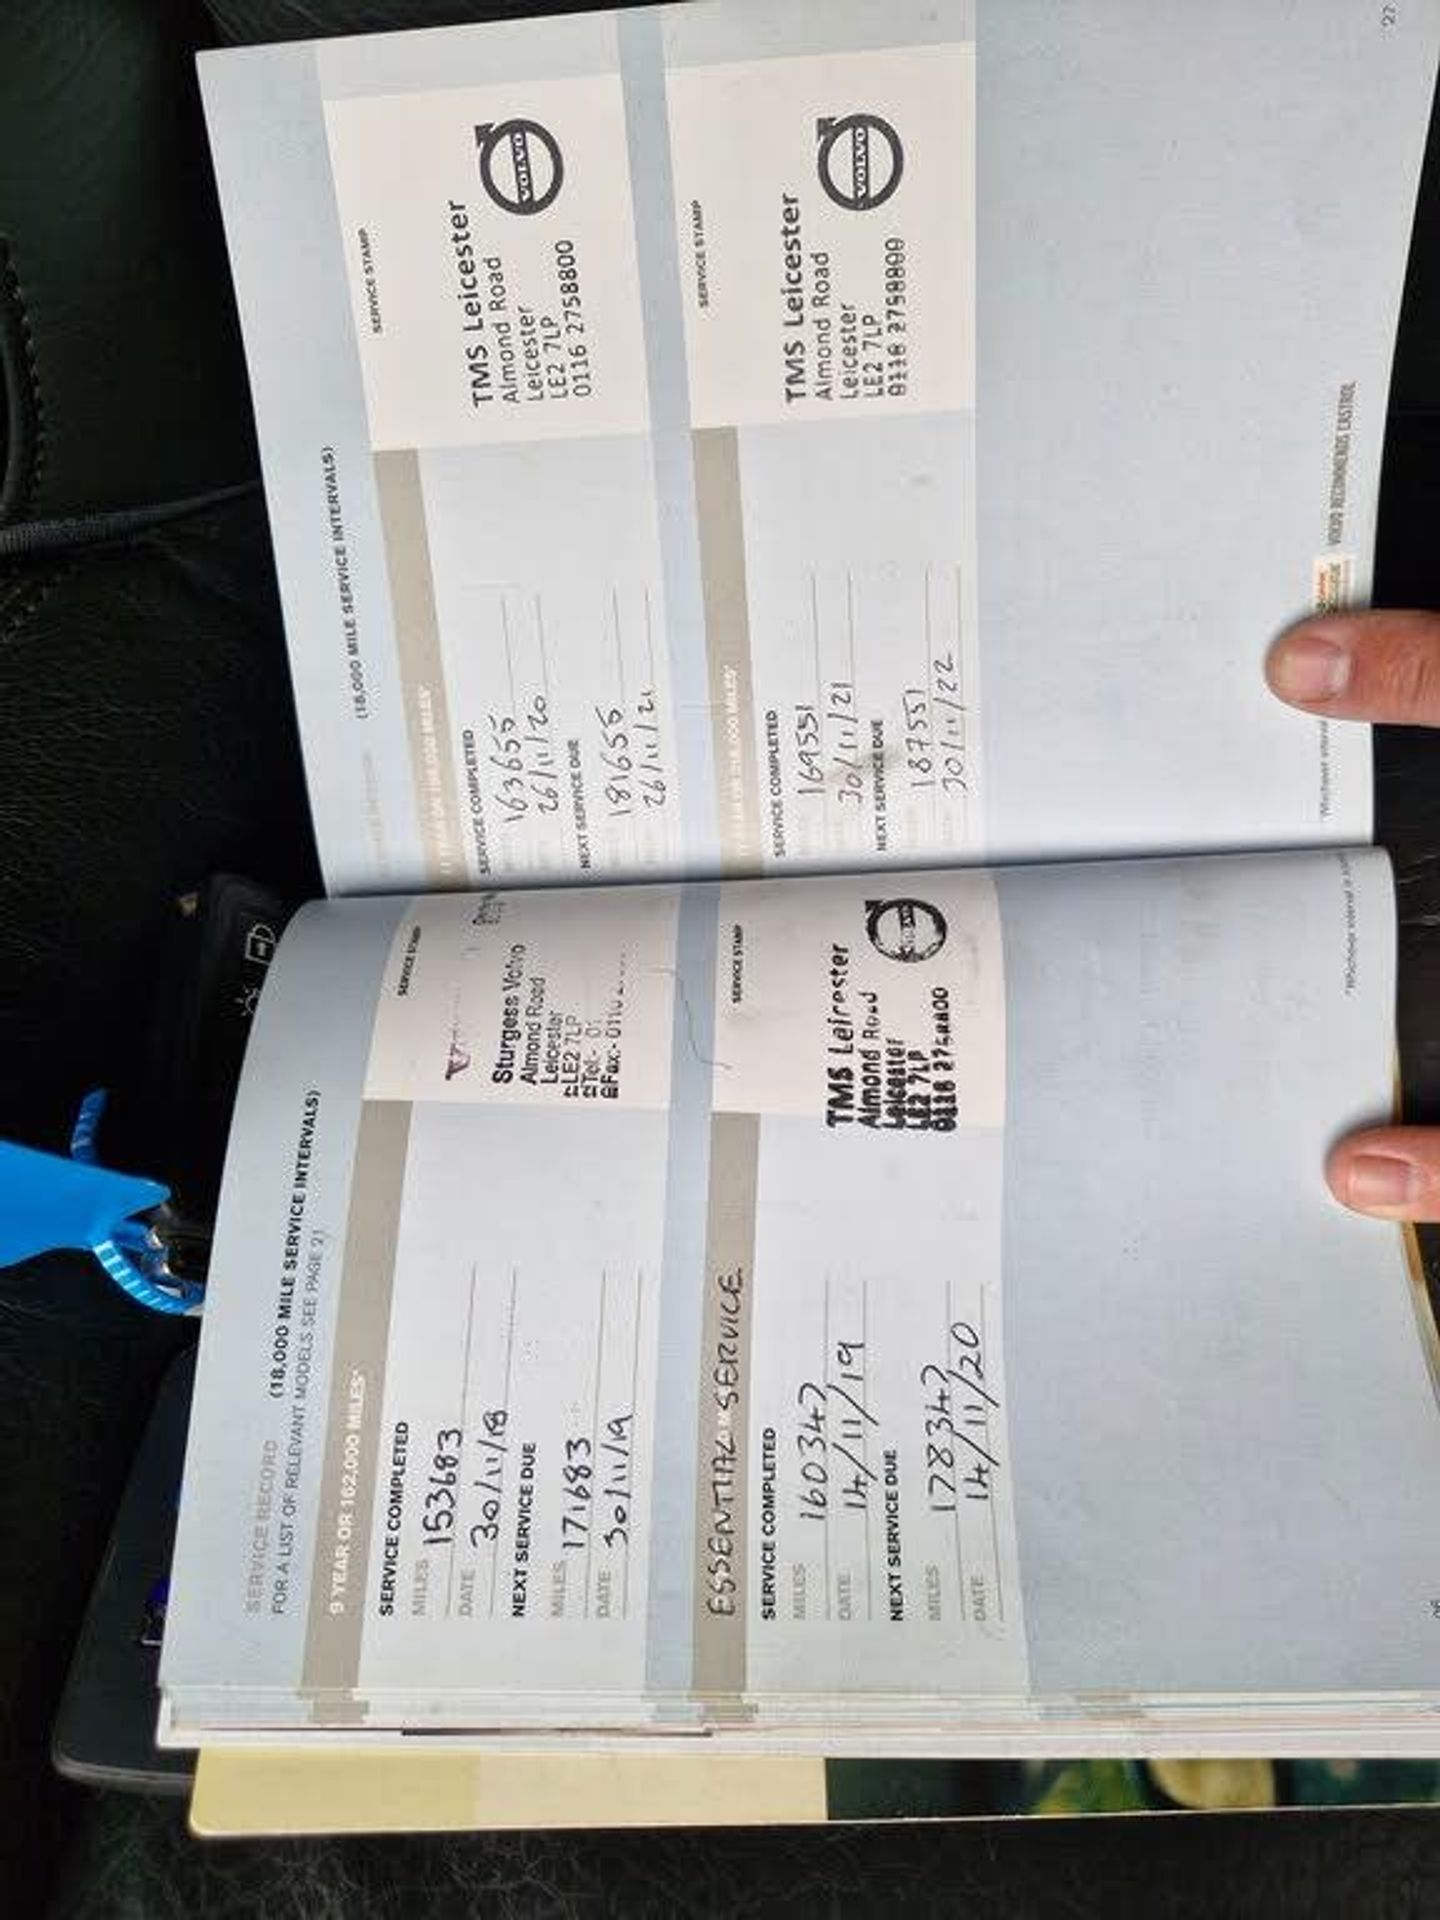 SERVICE RECORD (18,000 MILE SERVICE INTERVALS)
FOR A LIST OF RELEVANT MODELS SEE PAGE 2)
9 YEAR OR 162,000 MILES*
SERVICE COMPLETED
MILES 153683
DATE 30/11/18
NEXT SERVICE DUE
MILES 171683
DATE 30/11/19
SERVICE STAMP
Sturgess Volvo
Almond Road
Leicester
LE2 7LP
Tel:- 01
Fax:- 0116 2
ESSENTIAL SERVICE
SERVICE COMPLETED
MILES 160347
DATE 14/11/19
NEXT SERVICE DUE
MILES 178347
DATE 14/11/20
SERVICE STAMP
TMS Leicester
Almond Road
Leicester
LE2 7LP
0116 2758800
(18,000 MILE SERVICE INTERVALS)
SERVICE COMPLETED
163655
26/11/20
NEXT SERVICE DUE
181655
26/11/21
SERVICE STAMP
TMS Leicester
Almond Road
Leicester
LE2 7LP
0116 2758800
VOLVO
SERVICE COMPLETED
169551
30/11/21
NEXT SERVICE DUE
187551
30/11/22
SERVICE STAMP
TMS Leicester
Almond Road
Leicester
LE2 7LP
0116 2758800
VOLVO
VOLVO RECOMMENDS CASTROL
27